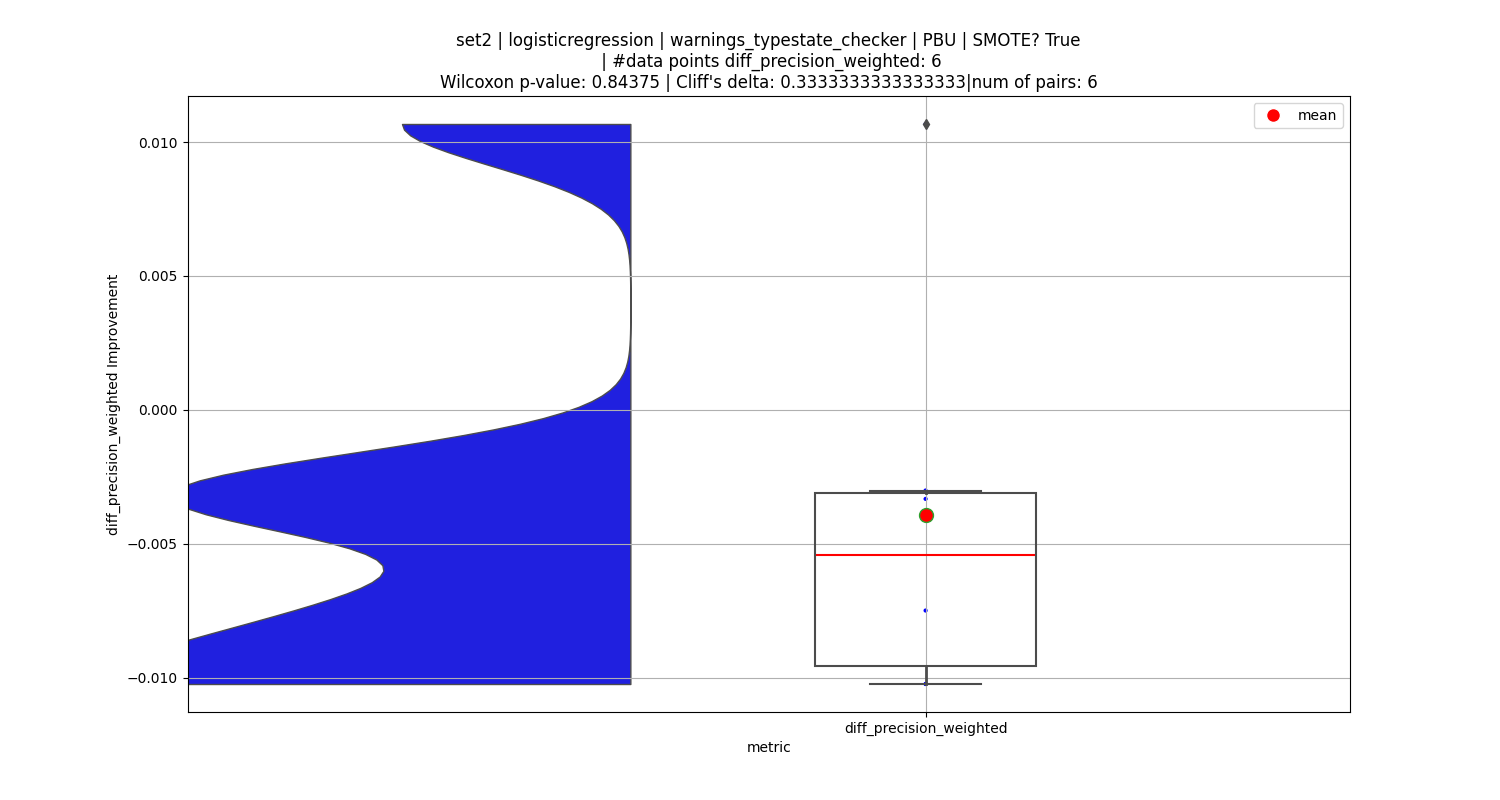 set2 | logisticregression | warnings_typestate_checker | PBU | SMOTE? True
| #data points diff_precision_weighted: 6
Wilcoxon p-value: 0.84375 | Cliff's delta: 0.3333333333333333|num of pairs: 6
mean
0.010
0.005
0.000
−0.005
−0.010
diff_precision_weighted Improvement
diff_precision_weighted
metric